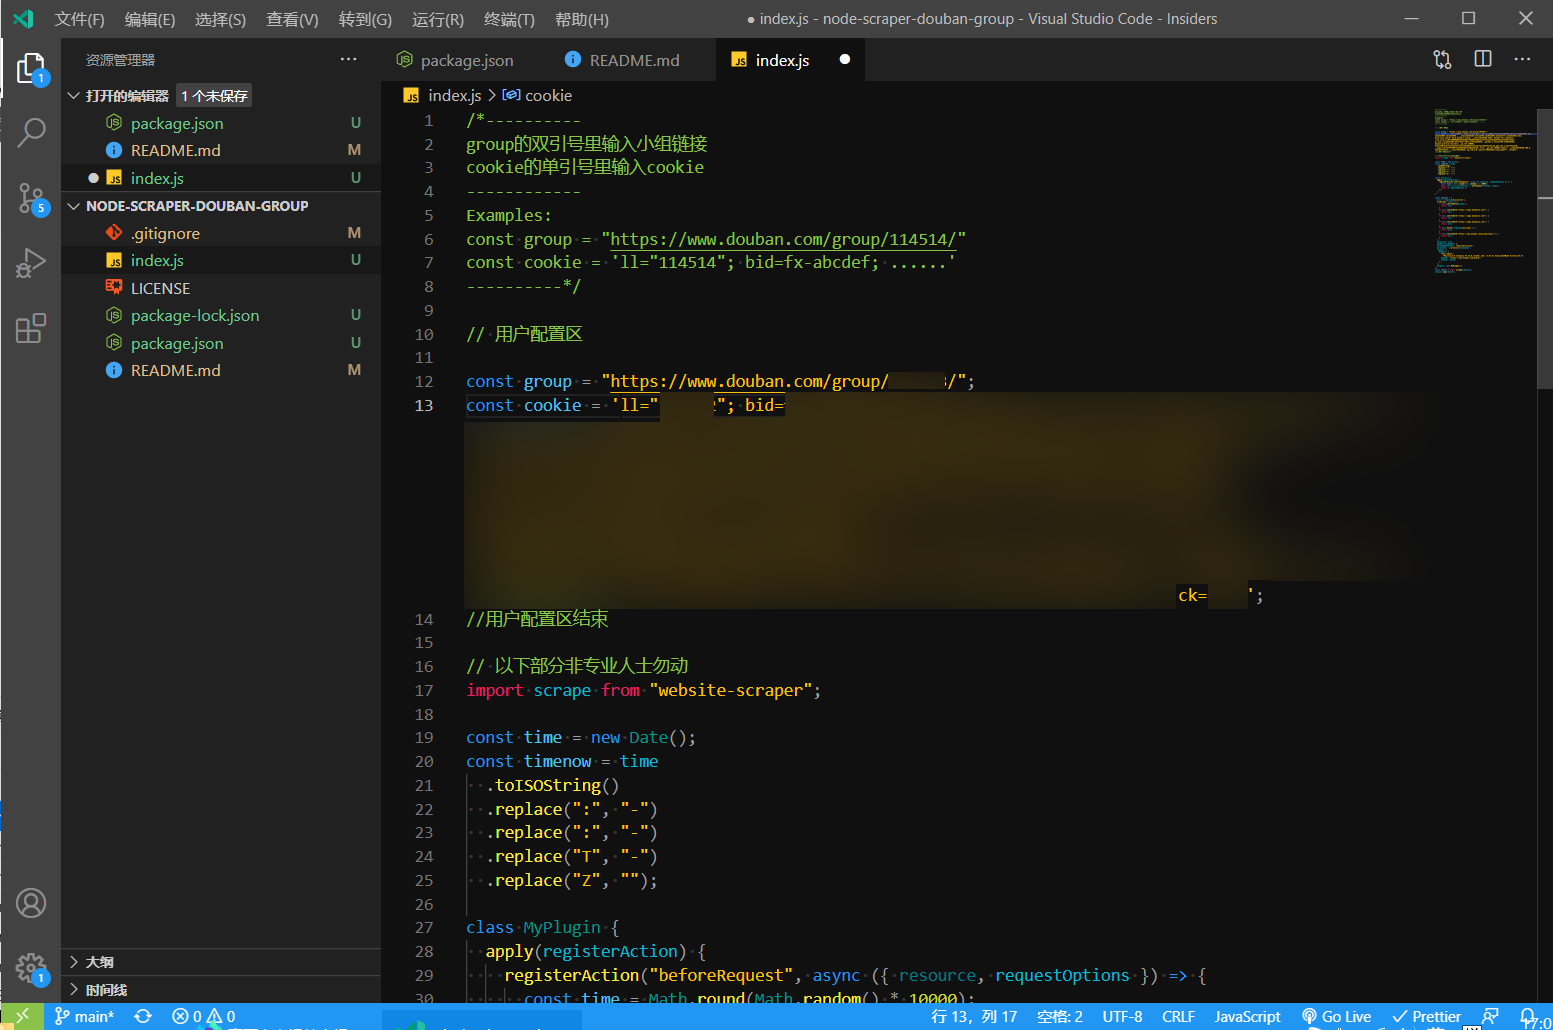 文件(F) 编辑(E) 选择(S) 查看(V) 转到(G) 运行(R) 终端(T) 帮助(H) ● index.js - node-scraper-douban-group - Visual Studio Code - Insiders
资源管理器 ···
打开的编辑器 1 个未保存
package.json U
README.md M
● index.js U
NODE-SCRAPER-DOUBAN-GROUP
.gitignore M
index.js U
LICENSE
package-lock.json U
package.json U
README.md M
大纲
时间线
1
5
1
package.json README.md index.js ●
index.js > cookie
1 /*----------
2 group的双引号里输入小组链接
3 cookie的单引号里输入cookie
4 ------------
5 Examples:
6 const group = "https://www.douban.com/group/114514/"
7 const cookie = 'll="114514"; bid=fx-abcdef; ......'
8 ----------*/
9
10 // 用户配置区
11
12 const group = "https://www.douban.com/group/ /";
13 const cookie = 'll=" "; bid=
ck= ';
14 //用户配置区结束
15
16 // 以下部分非专业人士勿动
17 import scrape from "website-scraper";
18
19 const time = new Date();
20 const timenow = time
21 .toISOString()
22 .replace(":", "-")
23 .replace(":", "-")
24 .replace("T", "-")
25 .replace("Z", "");
26
27 class MyPlugin {
28 apply(registerAction) {
29 registerAction("beforeRequest", async ({ resource, requestOptions }) => {
30 const time = Math.round(Math.random() * 10000);
main* 0 0 行 13，列 17 空格: 2 UTF-8 CRLF JavaScript Go Live Prettier